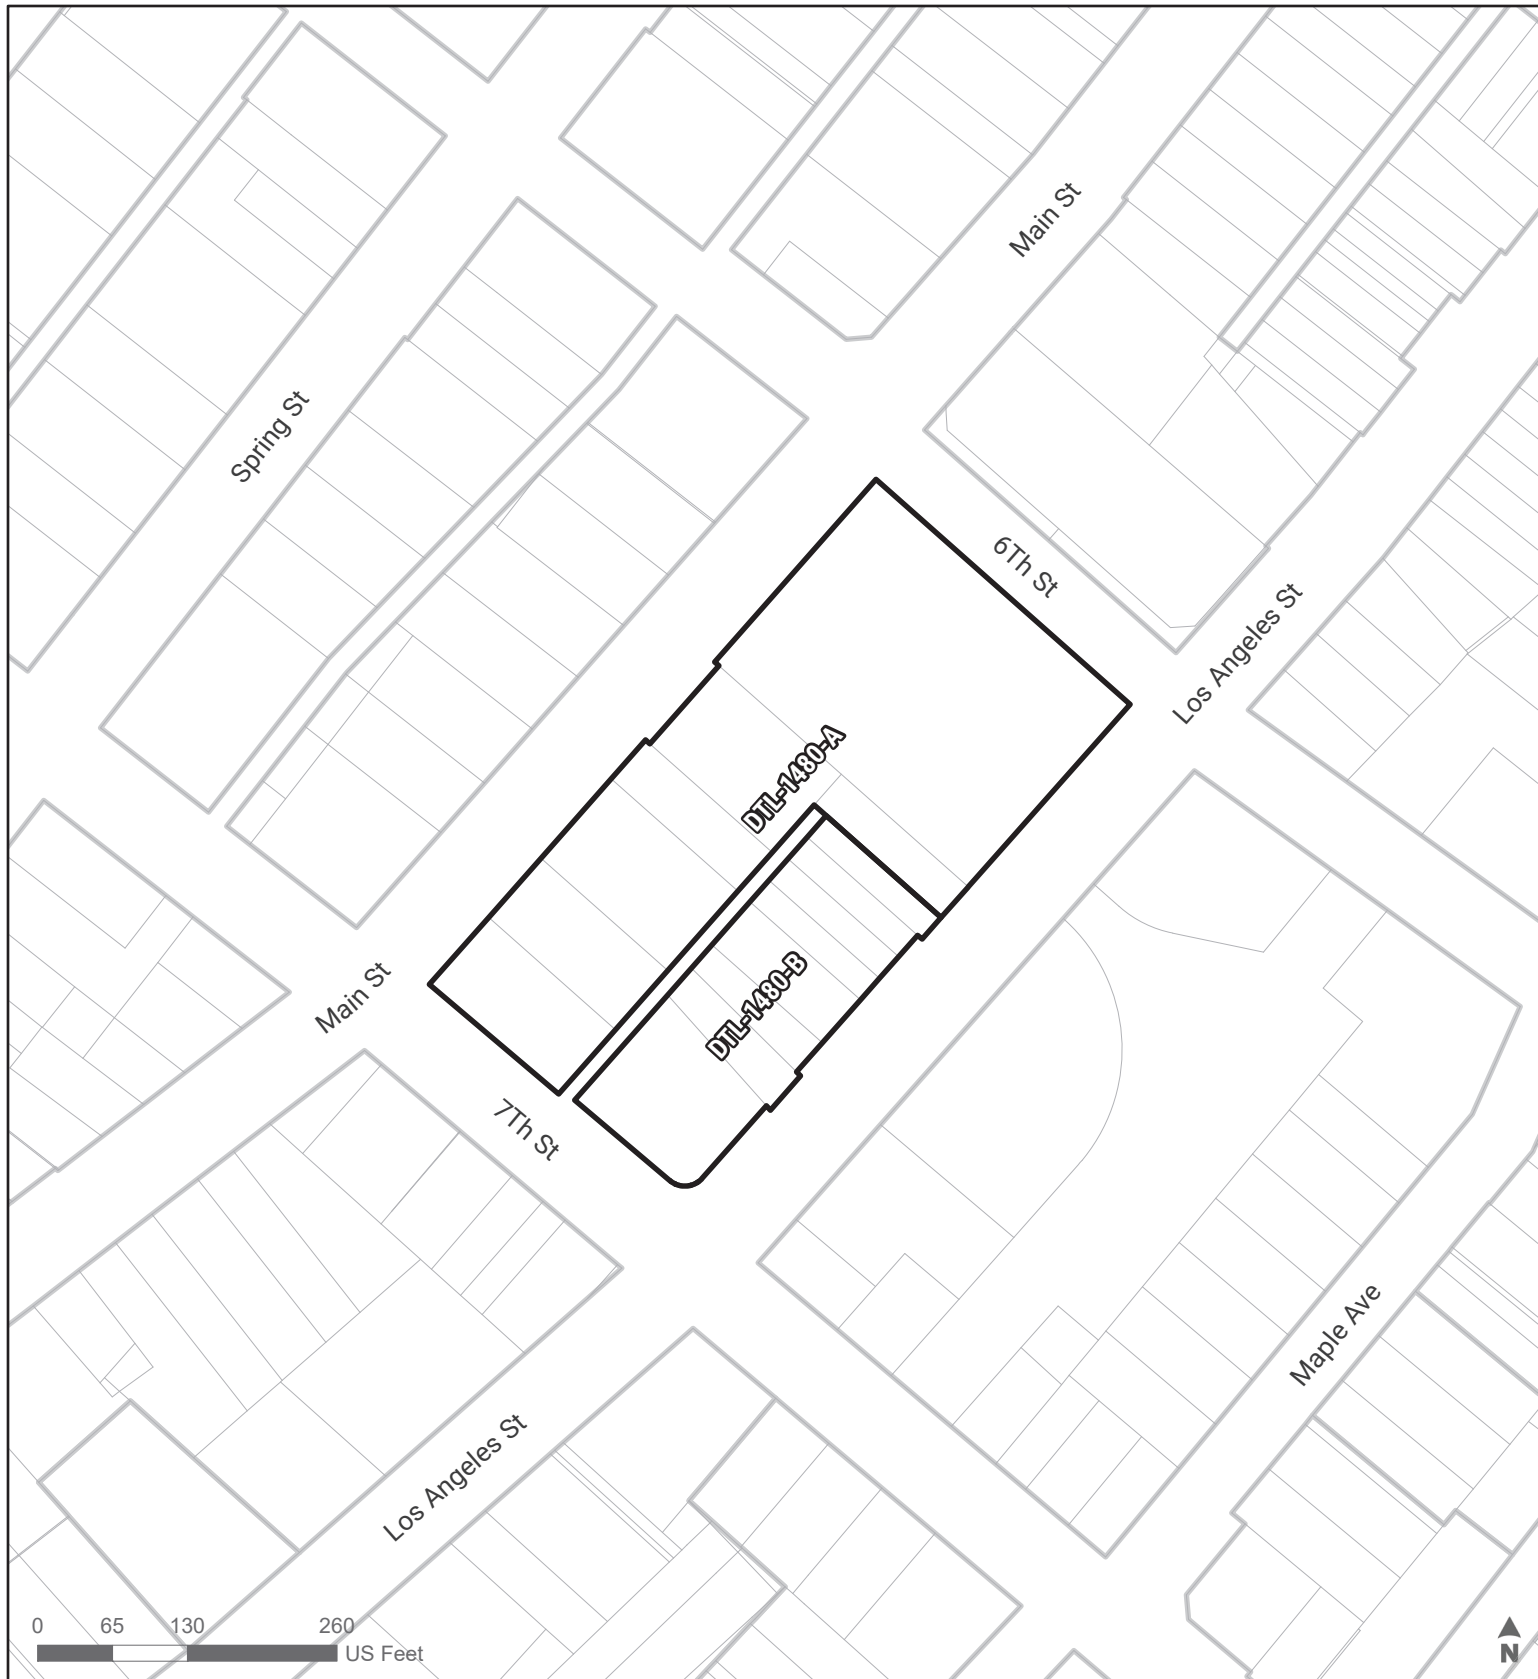 Main St
Spring St
6Th St
Los Angeles St
DTL-1480-A
DTL-1480-B
Main St
7Th St
Maple Ave
Los Angeles St
0 65 130 260
US Feet
N